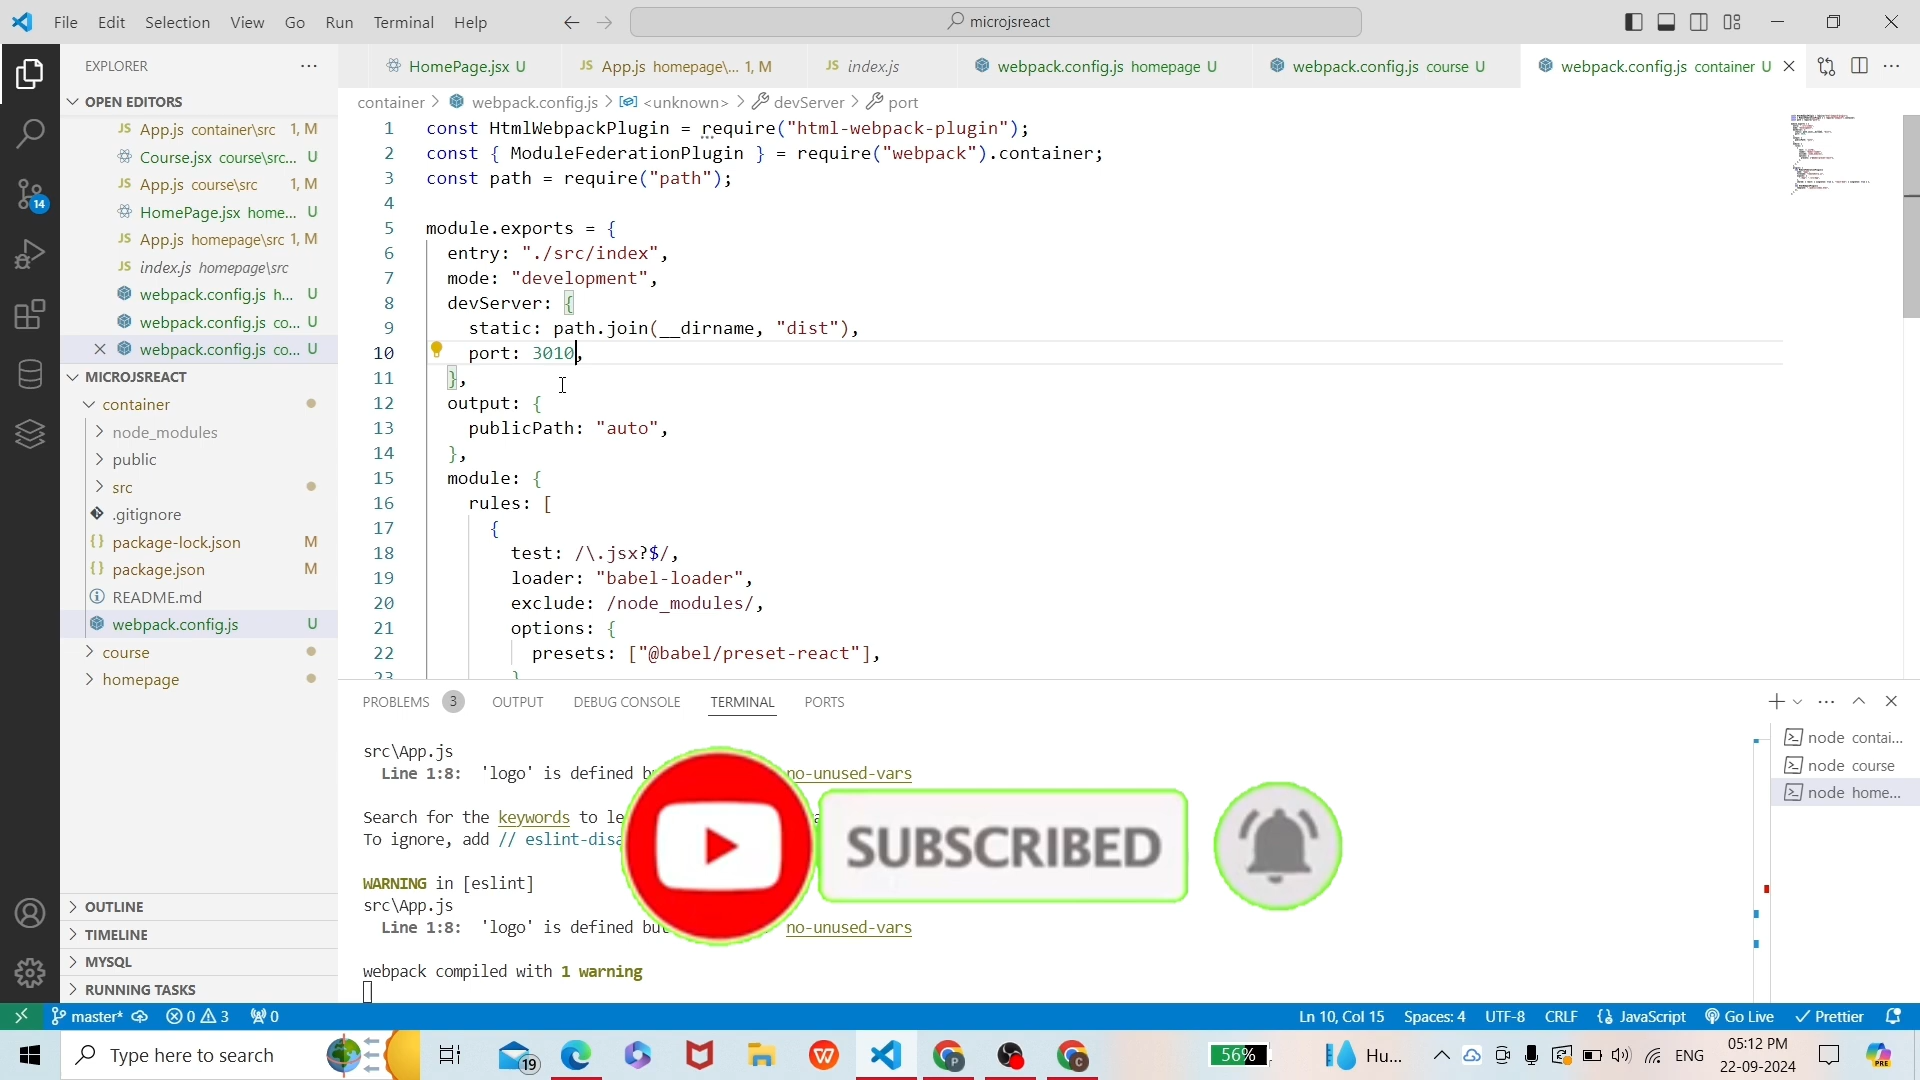 File Edit Selection View Go Run Terminal Help
microjsreact
EXPLORER
HomePage.jsx U
App.js homepage\... 1, M
index.js
webpack.config.js homepage U
webpack.config.js course U
webpack.config.js container U
OPEN EDITORS
App.js container\src 1, M
Course.jsx course\src... U
App.js course\src 1, M
HomePage.jsx home... U
App.js homepage\src 1, M
index.js homepage\src
webpack.config.js h... U
webpack.config.js co... U
webpack.config.js co... U
14
MICROJSREACT
container
node_modules
public
src
.gitignore
package-lock.json M
package.json M
README.md
webpack.config.js U
course
homepage
OUTLINE
TIMELINE
MYSQL
RUNNING TASKS
container > webpack.config.js > <unknown> > devServer > port
1 const HtmlWebpackPlugin = require("html-webpack-plugin");
2 const { ModuleFederationPlugin } = require("webpack").container;
3 const path = require("path");
4
5 module.exports = {
6 entry: "./src/index",
7 mode: "development",
8 devServer: {
9 static: path.join(__dirname, "dist"),
10 port: 3010,
11 },
12 output: {
13 publicPath: "auto",
14 },
15 module: {
16 rules: [
17 {
18 test: /\.jsx?$/,
19 loader: "babel-loader",
20 exclude: /node_modules/,
21 options: {
22 presets: ["@babel/preset-react"],
23 }
PROBLEMS 3 OUTPUT DEBUG CONSOLE TERMINAL PORTS
src\App.js
Line 1:8: 'logo' is defined no-unused-vars
Search for the keywords to
To ignore, add //
WARNING in [eslint]
src\App.js
Line 1:8: 'logo' is defined no-unused-vars
webpack compiled with 1 warning
SUBSCRIBED
node contai...
node course
node home...
master* 0 3 0
Ln 10, Col 15 Spaces: 4 UTF-8 CRLF JavaScript Go Live Prettier
Type here to search
19
56%
Hu...
ENG
05:12 PM
22-09-2024